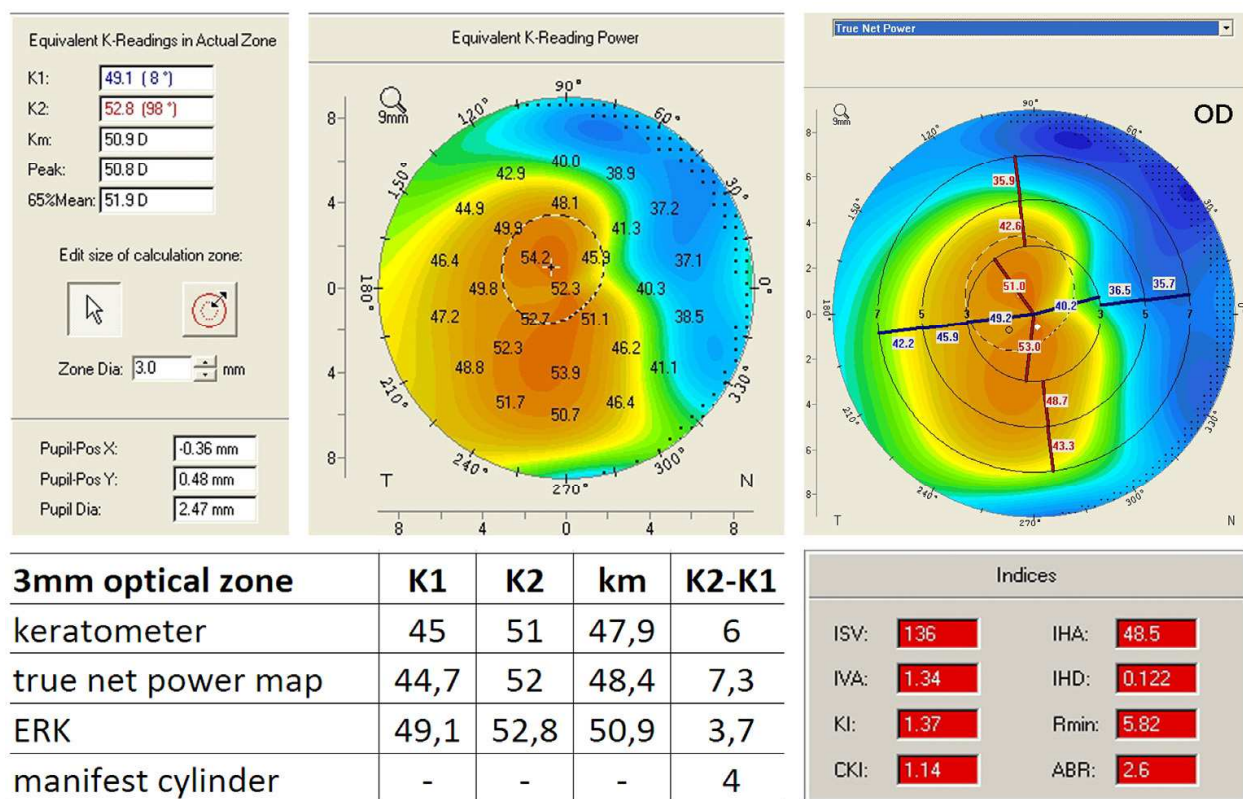 Equivalent K-Readings in Actual Zone
K1: 49.1 ( 8 °)
K2: 52.8 (98 °)
Km: 50.9 D
Peak: 50.8 D
65%Mean: 51.9 D
Edit size of calculation zone:
Zone Dia: 3.0 mm
Pupil-Pos X: -0.36 mm
Pupil-Pos Y: 0.48 mm
Pupil Dia: 2.47 mm
Equivalent K-Reading Power
9mm
90°
120° 60°
150° 30°
180° 0°
210° 330°
240° 300°
270°
8
4
0
4
8
40.0
42.9 38.9
44.9 48.1 37.2
49.9 41.3
46.4 54.2 45.9 37.1
49.8 52.3 40.3
47.2 52.7 51.1 38.5
52.3 46.2
48.8 53.9 41.1
51.7 46.4
50.7
T N
8 4 0 4 8
True Net Power
9mm
OD
90°
120° 60°
150° 30°
180° 0°
210° 330°
240° 300°
270°
8
6
4
2
0
2
4
6
8
35.9
42.6
51.0
40.2 36.5 35.7
7 5 3 3 5 7
42.2 45.9 49.2
53.0
48.7
43.3
T N
3mm optical zone K1 K2 km K2-K1
keratometer 45 51 47,9 6
true net power map 44,7 52 48,4 7,3
ERK 49,1 52,8 50,9 3,7
manifest cylinder - - - 4
Indices
ISV: 136 IHA: 48.5
IVA: 1.34 IHD: 0.122
KI: 1.37 Rmin: 5.82
CKI: 1.14 ABR: 2.6